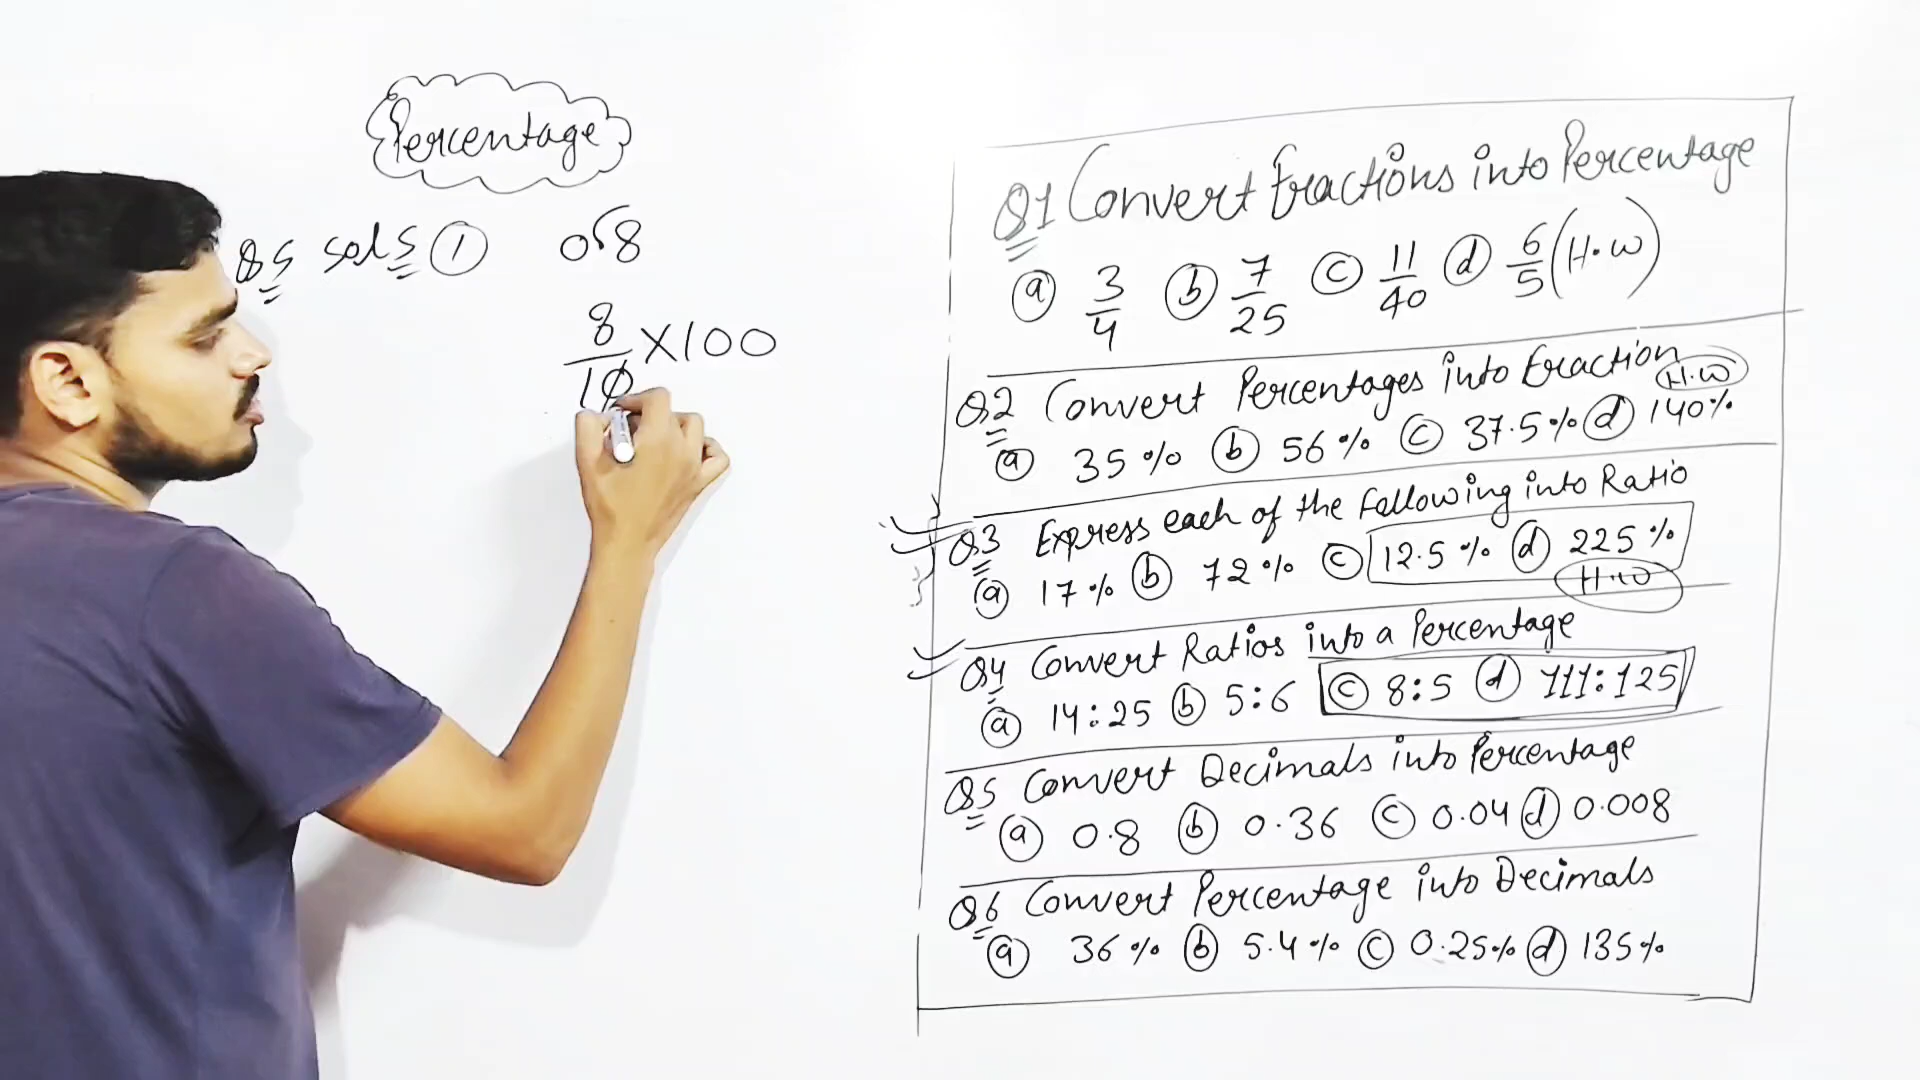 Percentage
Q5 sols ① 0.8
8/10 ×100
Q1 Convert Fractions into Percentage
ⓐ 3/4 ⓑ 7/25 ⓒ 11/40 ⓓ 6/5 (H.W)
Q2 Convert Percentages into Fraction H.W
ⓐ 35% ⓑ 56% ⓒ 37.5% ⓓ 140%
Q3 Express each of the Following into Ratio
ⓐ 17% ⓑ 72% ⓒ 12.5% ⓓ 225%
H.W
Q4 Convert Ratios into a Percentage
ⓐ 14:25 ⓑ 5:6 ⓒ 8:5 ⓓ 111:125
Q5 Convert Decimals into Percentage
ⓐ 0.8 ⓑ 0.36 ⓒ 0.04 ⓓ 0.008
Q6 Convert Percentage into Decimals
ⓐ 36% ⓑ 5.4% ⓒ 0.25% ⓓ 135%